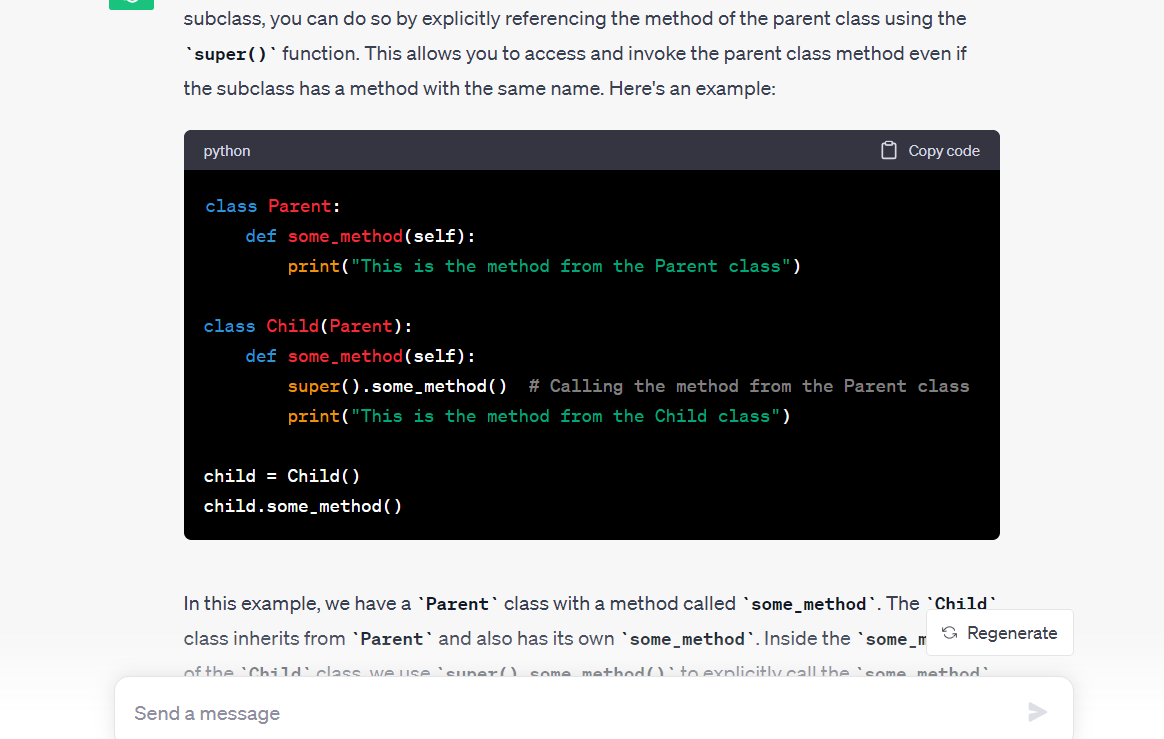 subclass, you can do so by explicitly referencing the method of the parent class using the
`super()` function. This allows you to access and invoke the parent class method even if
the subclass has a method with the same name. Here's an example:
python
Copy code
class Parent:
    def some_method(self):
        print("This is the method from the Parent class")
class Child(Parent):
    def some_method(self):
        super().some_method()  # Calling the method from the Parent class
        print("This is the method from the Child class")
child = Child()
child.some_method()
In this example, we have a `Parent` class with a method called `some_method`. The `Child`
class inherits from `Parent` and also has its own `some_method`. Inside the `some_m
Regenerate
of the `Child` class, we use `super().some_method()` to explicitly call the `some_method`
Send a message